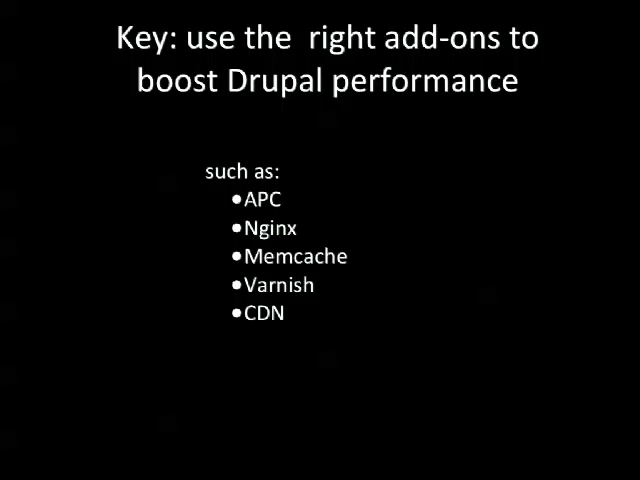 Key: use the  right add-ons to
boost Drupal performance
such as:
•APC
•Nginx
•Memcache
•Varnish
•CDN